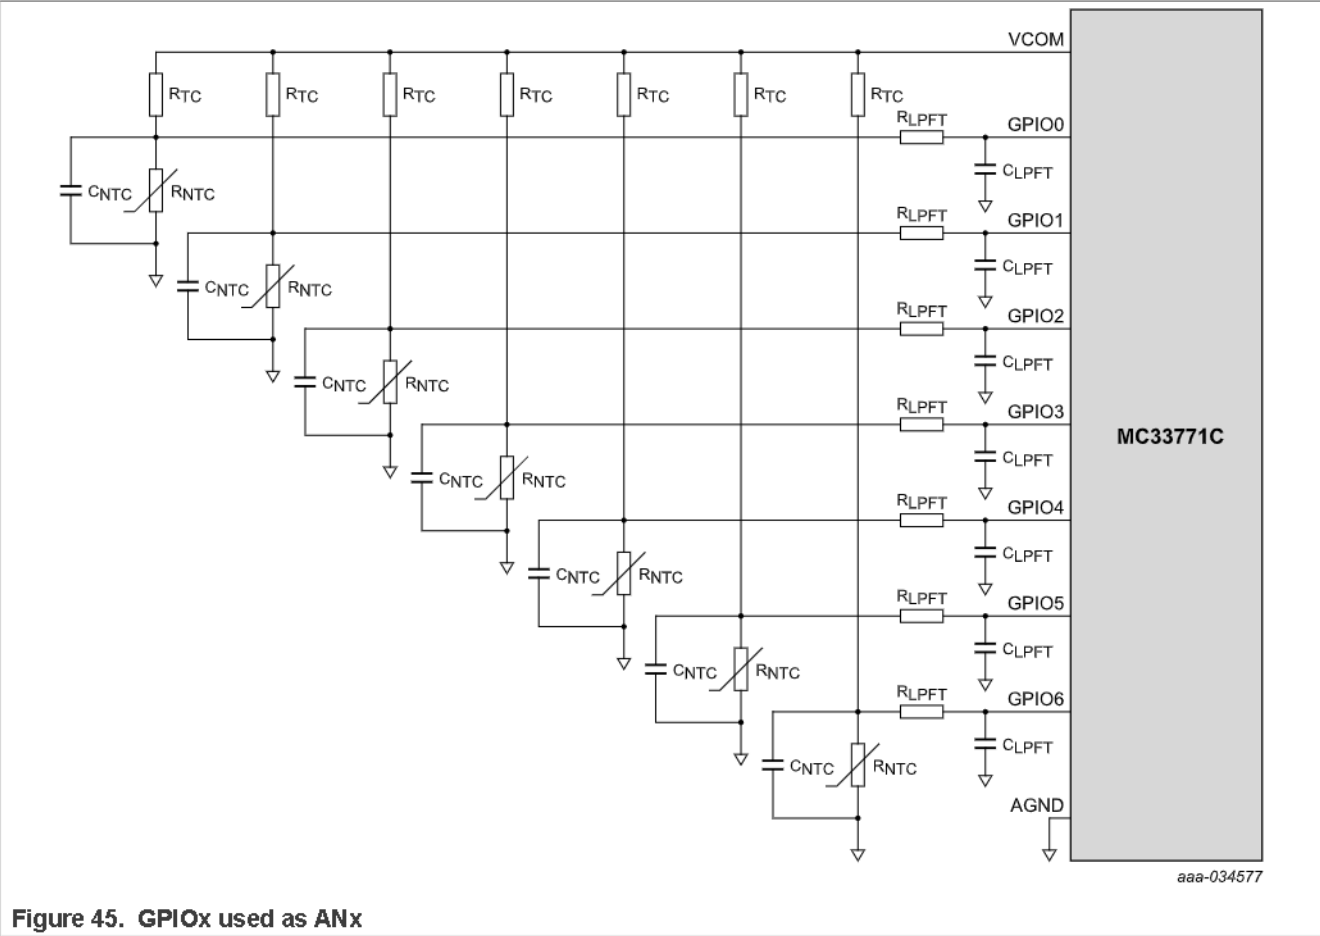 VCOM
RTC RTC RTC RTC RTC RTC RTC
RLPFT GPIO0
CNTC RNTC CLPFT
RLPFT GPIO1
CNTC RNTC CLPFT
RLPFT GPIO2
CNTC RNTC CLPFT
RLPFT GPIO3
MC33771C
CNTC RNTC CLPFT
RLPFT GPIO4
CNTC RNTC CLPFT
RLPFT GPIO5
CNTC RNTC CLPFT
RLPFT GPIO6
CNTC RNTC CLPFT
AGND
aaa-034577
Figure 45. GPIOx used as ANx